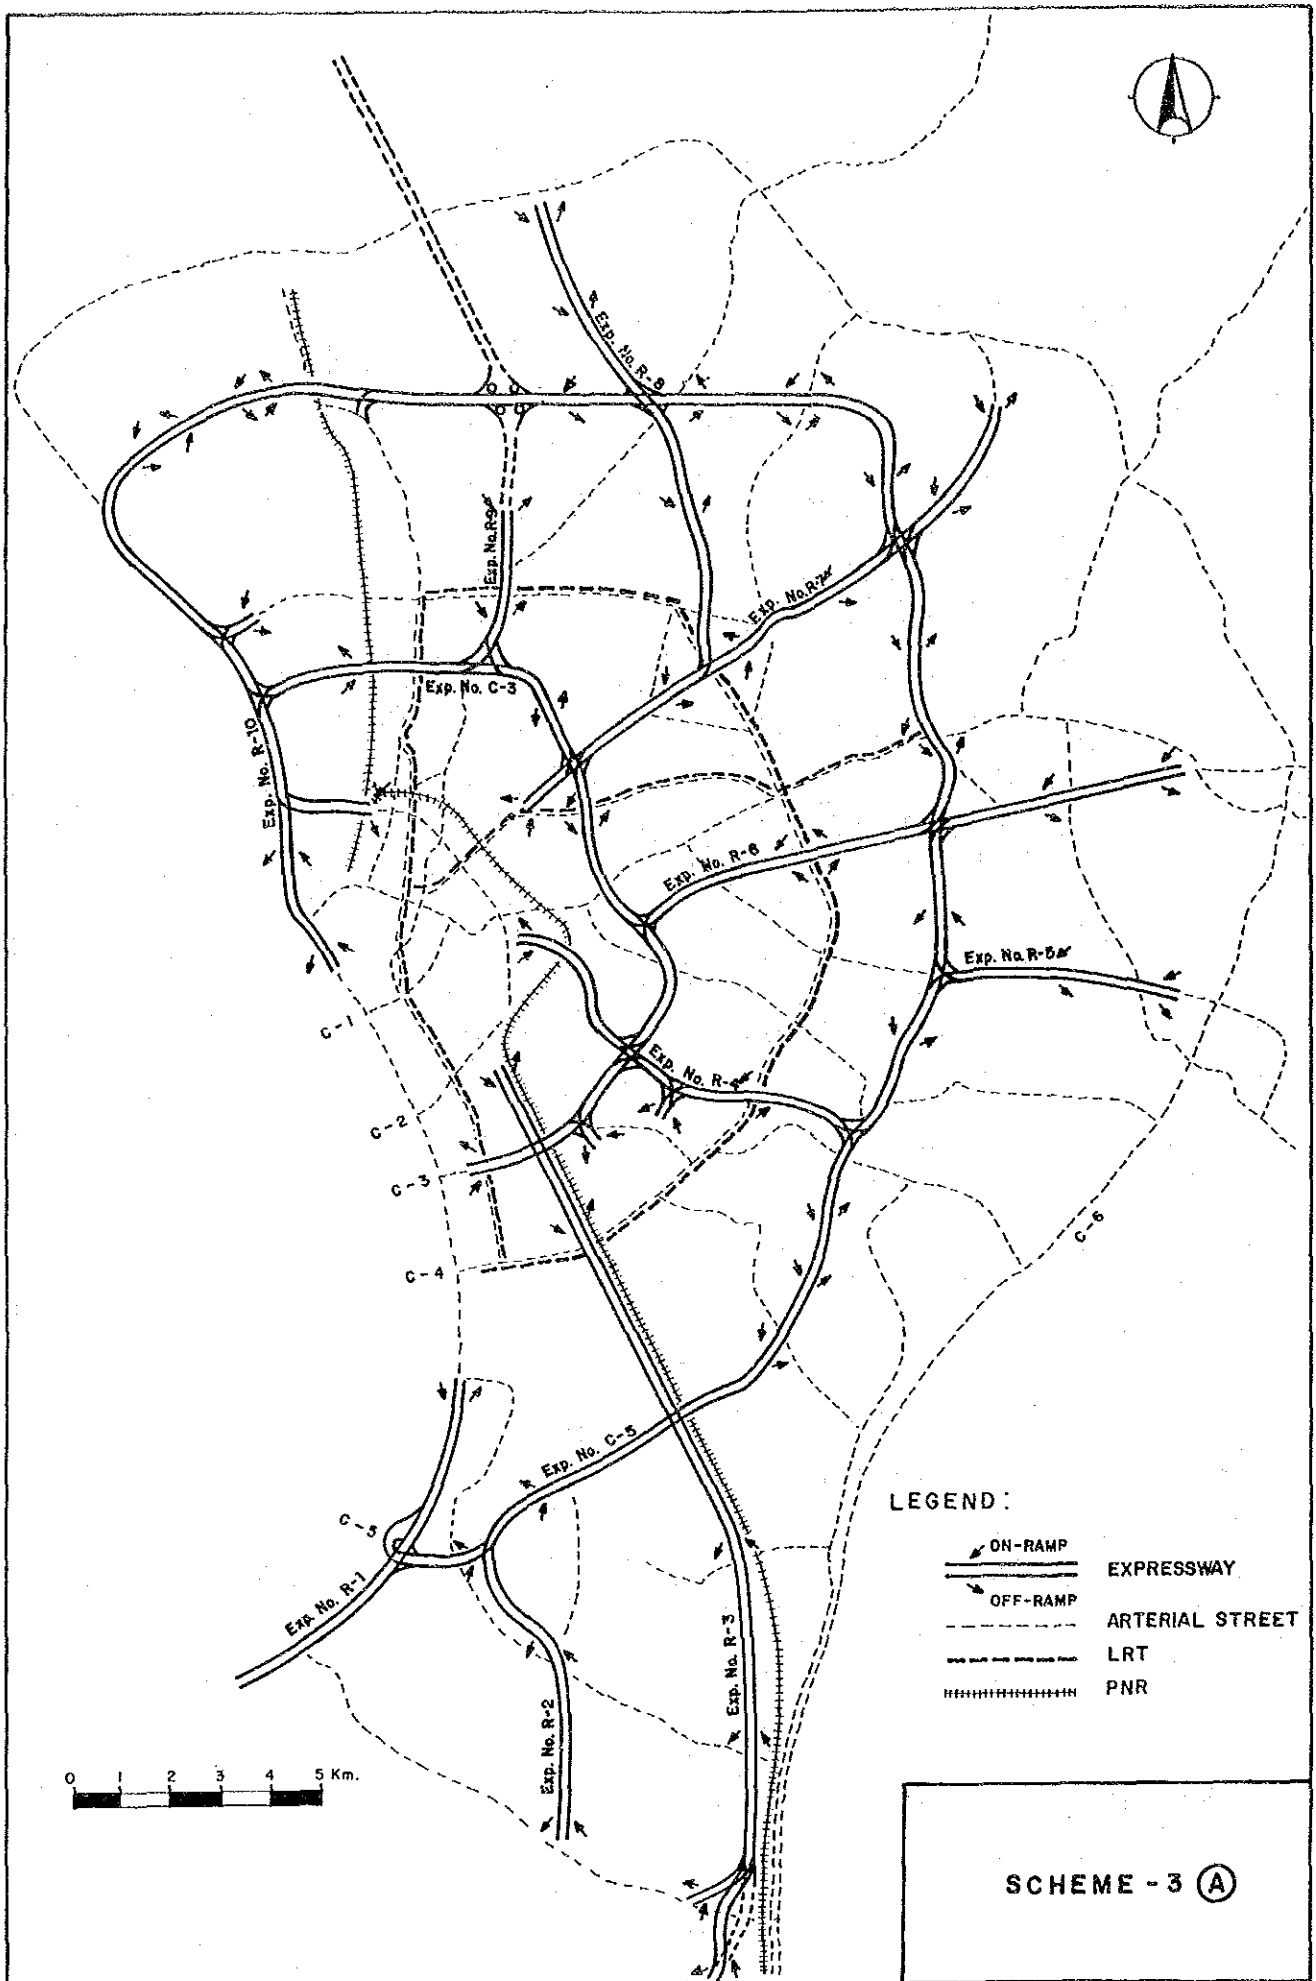 Exp. No. R-8
Exp. No. R-9
Exp. No. R-7
Exp. No. C-3
Exp. No. R-10
Exp. No. R-6
Exp. No. R-5
Exp. No. R-4
C-1
C-2
C-3
C-4
C-6
Exp. No. C-5
C-5
Exp. No. R-1
Exp. No. R-3
Exp. No. R-2
LEGEND :
ON-RAMP
EXPRESSWAY
OFF-RAMP
ARTERIAL STREET
LRT
PNR
0 1 2 3 4 5 Km.
SCHEME - 3 A